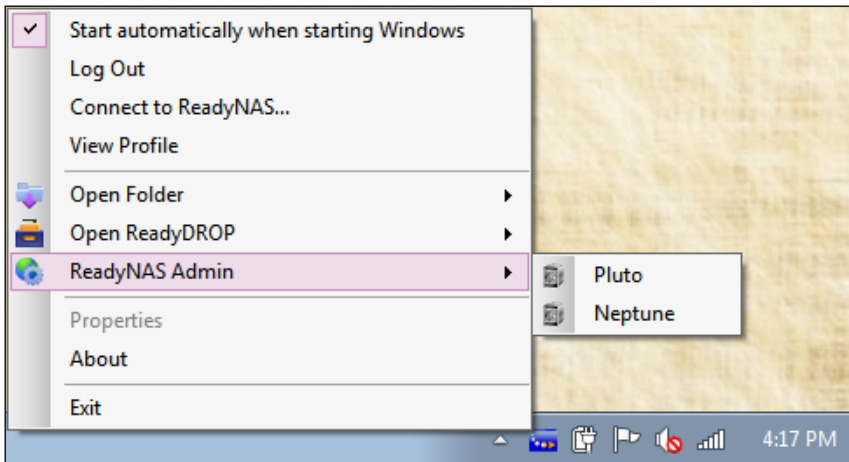 Start automatically when starting Windows
Log Out
Connect to ReadyNAS...
View Profile
Open Folder
Open ReadyDROP
ReadyNAS Admin
Pluto
Neptune
Properties
About
Exit
4:17 PM